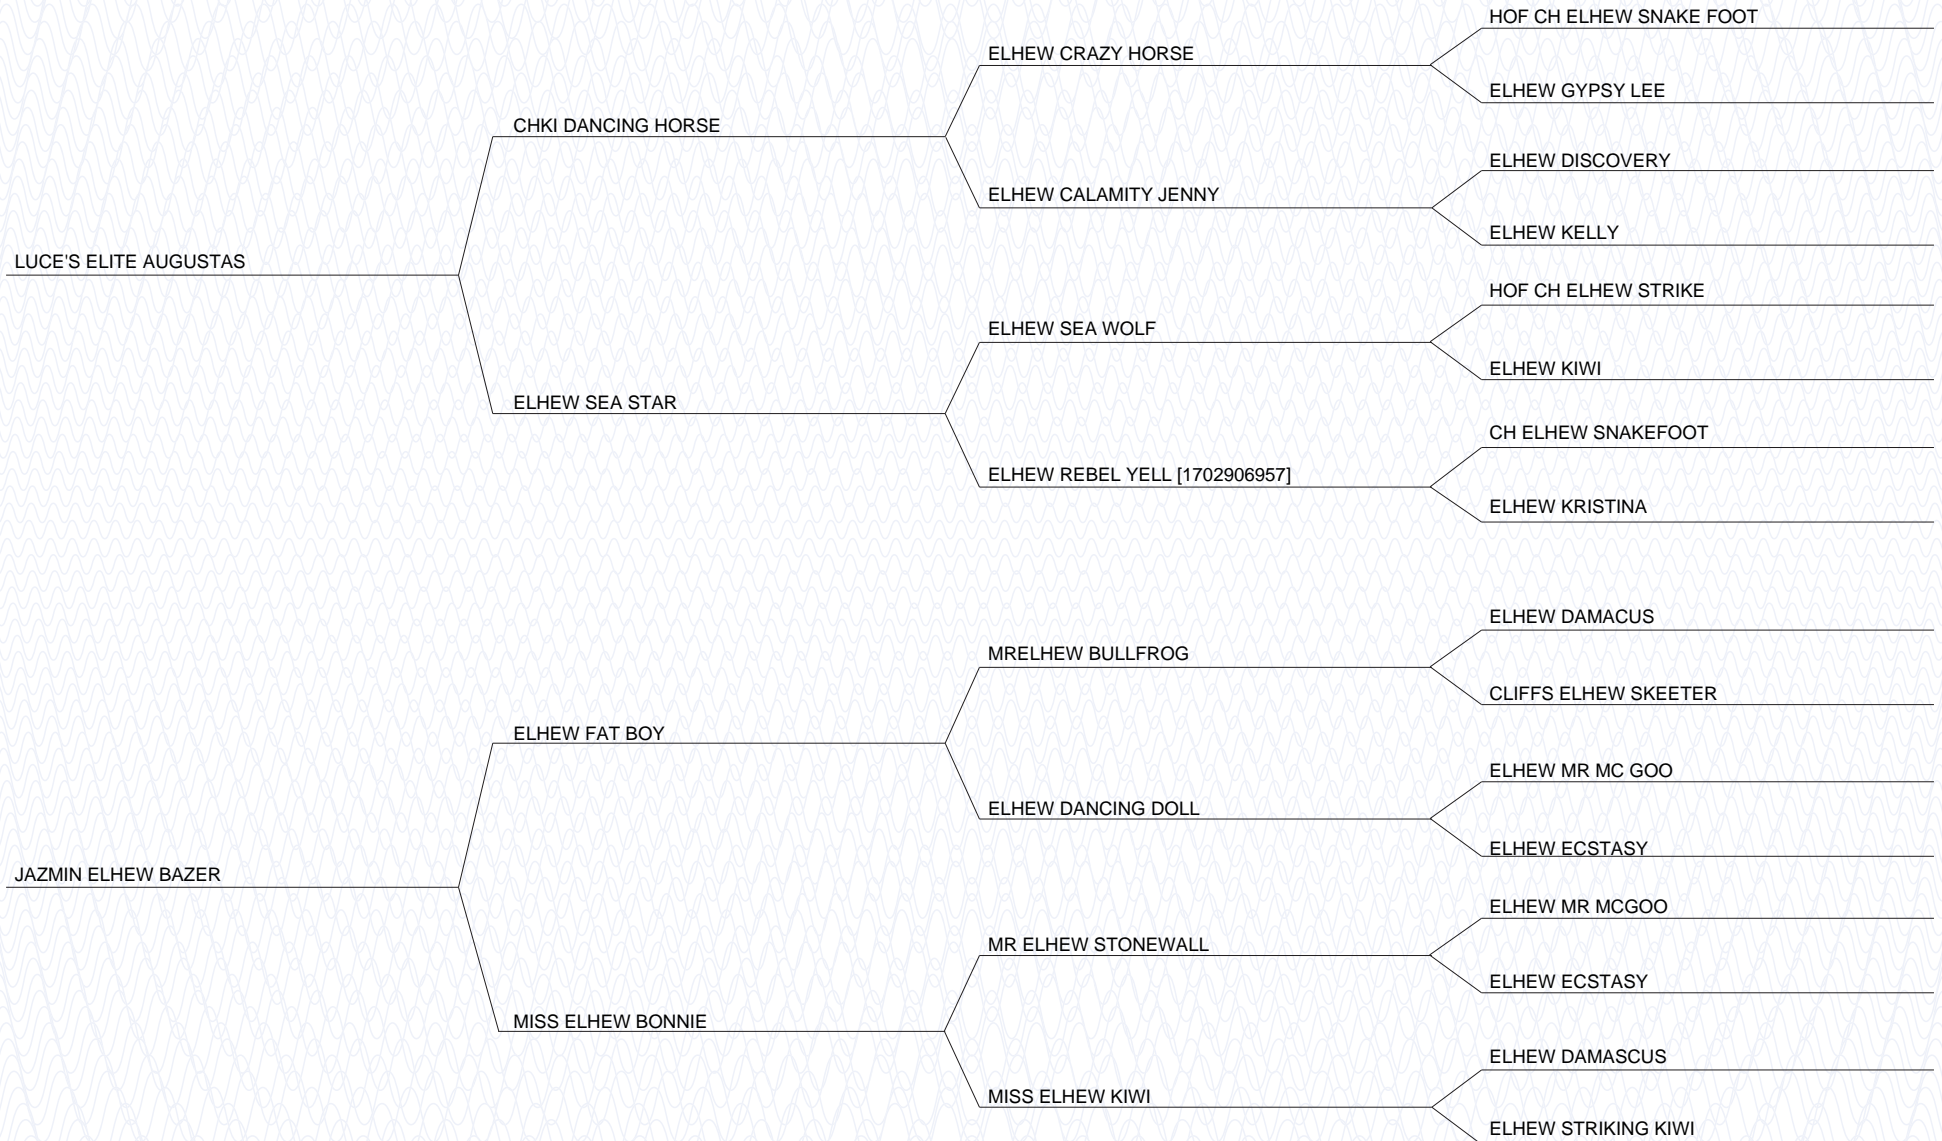 HOF CH ELHEW SNAKE FOOT
ELHEW CRAZY HORSE
ELHEW GYPSY LEE
CHKI DANCING HORSE
ELHEW DISCOVERY
ELHEW CALAMITY JENNY
ELHEW KELLY
LUCE'S ELITE AUGUSTAS
HOF CH ELHEW STRIKE
ELHEW SEA WOLF
ELHEW KIWI
ELHEW SEA STAR
CH ELHEW SNAKEFOOT
ELHEW REBEL YELL [1702906957]
ELHEW KRISTINA
ELHEW DAMACUS
MRELHEW BULLFROG
CLIFFS ELHEW SKEETER
ELHEW FAT BOY
ELHEW MR MC GOO
ELHEW DANCING DOLL
ELHEW ECSTASY
JAZMIN ELHEW BAZER
ELHEW MR MCGOO
MR ELHEW STONEWALL
ELHEW ECSTASY
MISS ELHEW BONNIE
ELHEW DAMASCUS
MISS ELHEW KIWI
ELHEW STRIKING KIWI